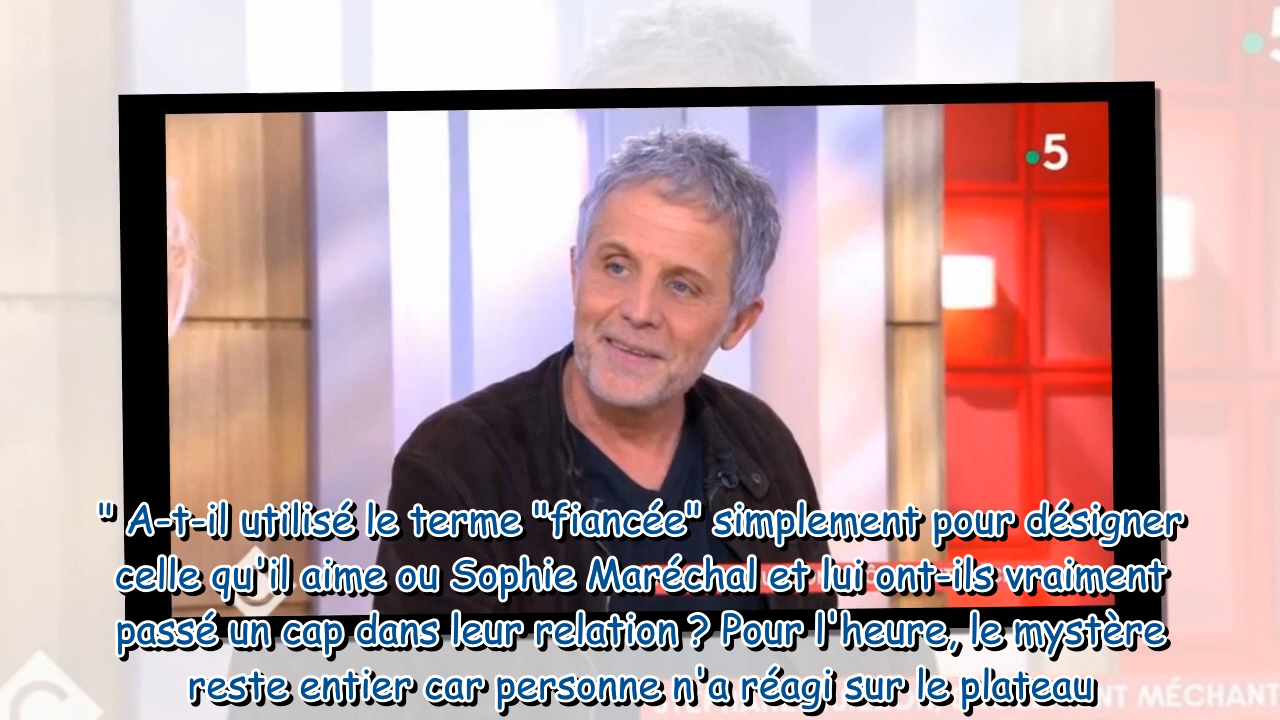 5
" A-t-il utilisé le terme "fiancée" simplement pour désigner
celle qu'il aime ou Sophie Maréchal et lui ont-ils vraiment
passé un cap dans leur relation ? Pour l'heure, le mystère
reste entier car personne n'a réagi sur le plateau
MÉCHANT